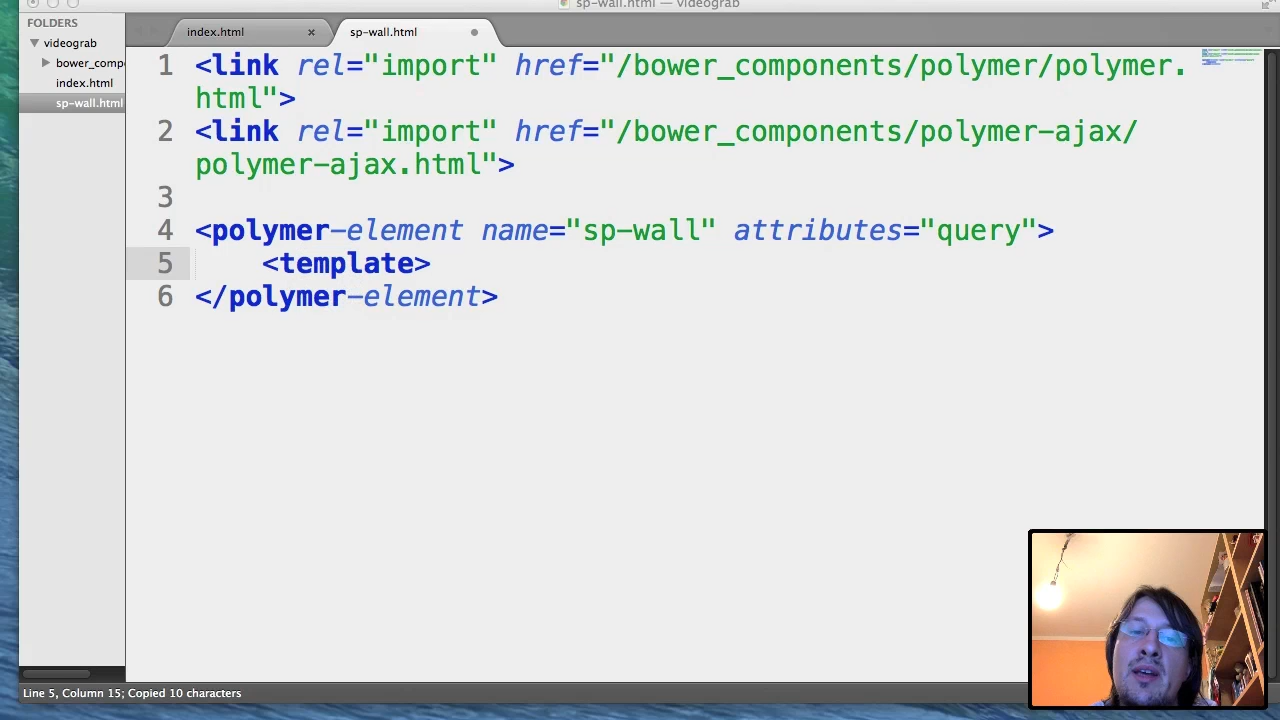 sp-wall.html — videograb
FOLDERS
videograb
bower_comp
index.html
sp-wall.html
index.html ×
sp-wall.html
1 <link rel="import" href="/bower_components/polymer/polymer.
html">
2 <link rel="import" href="/bower_components/polymer-ajax/
polymer-ajax.html">
3
4 <polymer-element name="sp-wall" attributes="query">
5 <template>
6 </polymer-element>
Line 5, Column 15; Copied 10 characters